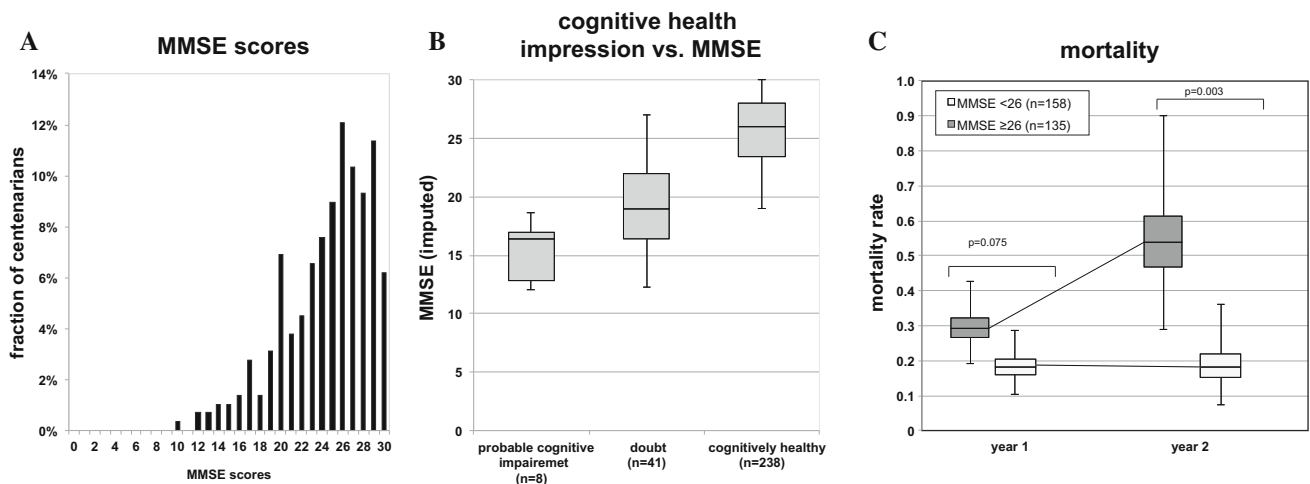 A
MMSE scores
14%
12%
10%
8%
6%
4%
2%
0%
fraction of centenarians
0 2 4 6 8 10 12 14 16 18 20 22 24 26 28 30
MMSE scores
B
cognitive health
impression vs. MMSE
30
25
20
15
10
5
0
MMSE (imputed)
probable cognitive
impairemet
(n=8)
doubt
(n=41)
cognitively healthy
(n=238)
C
mortality
1.0
0.9
0.8
0.7
0.6
0.5
0.4
0.3
0.2
0.1
0.0
mortality rate
MMSE <26 (n=158)
MMSE ≥26 (n=135)
p=0.003
p=0.075
year 1
year 2